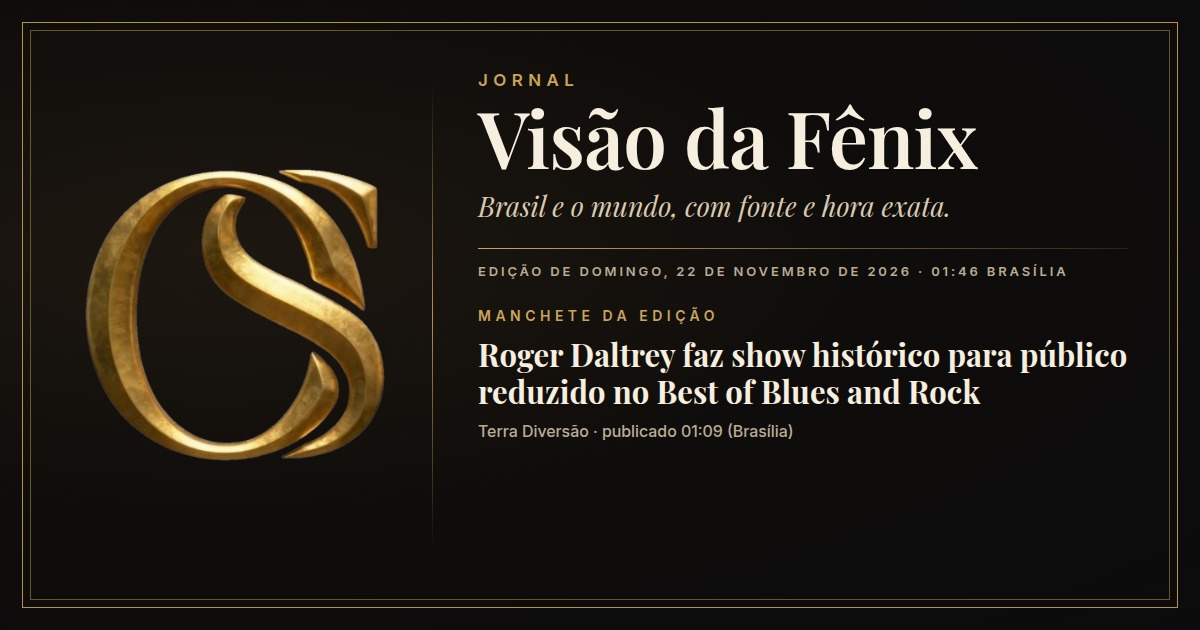 JORNAL
Visão da Fênix
Brasil e o mundo, com fonte e hora exata.
EDIÇÃO DE DOMINGO, 22 DE NOVEMBRO DE 2026 · 01:46 BRASÍLIA
MANCHETE DA EDIÇÃO
Roger Daltrey faz show histórico para público
reduzido no Best of Blues and Rock
Terra Diversão · publicado 01:09 (Brasília)